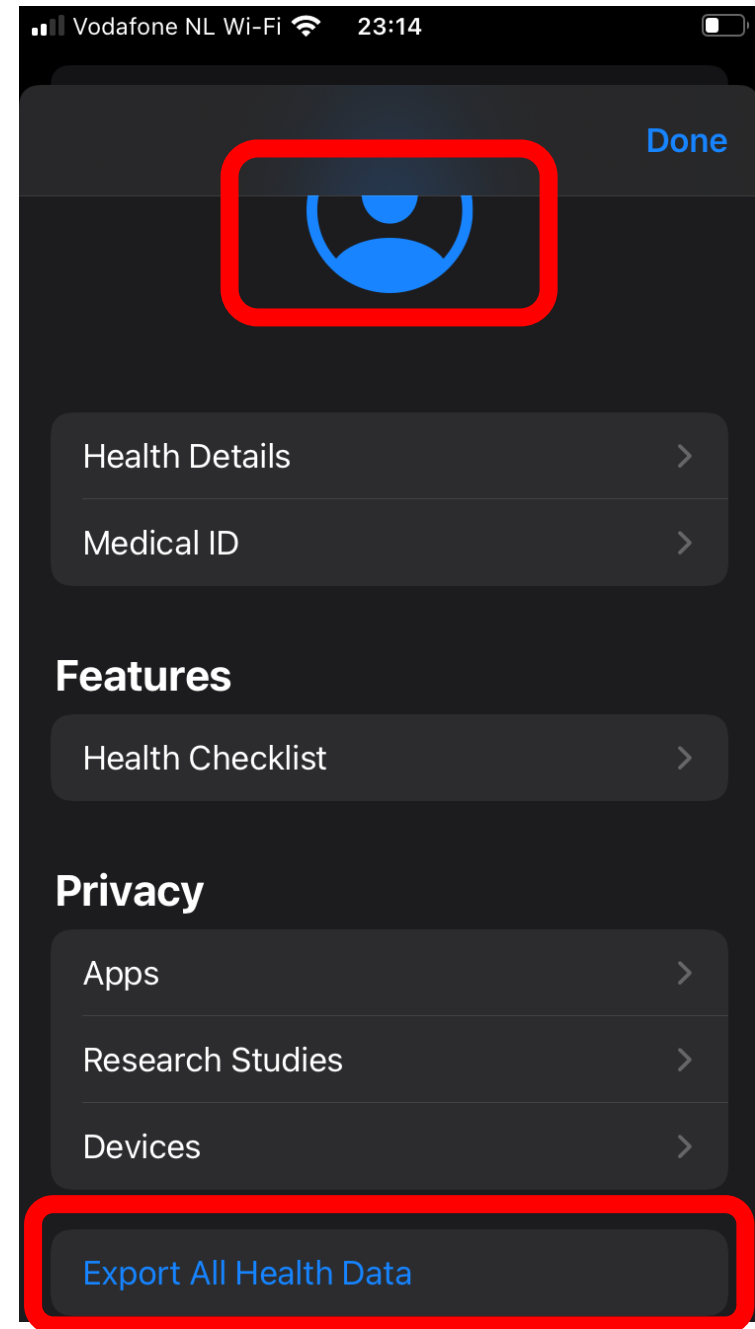 Vodafone NL Wi-Fi 23:14
Done
Health Details
Medical ID
Features
Health Checklist
Privacy
Apps
Research Studies
Devices
Export All Health Data